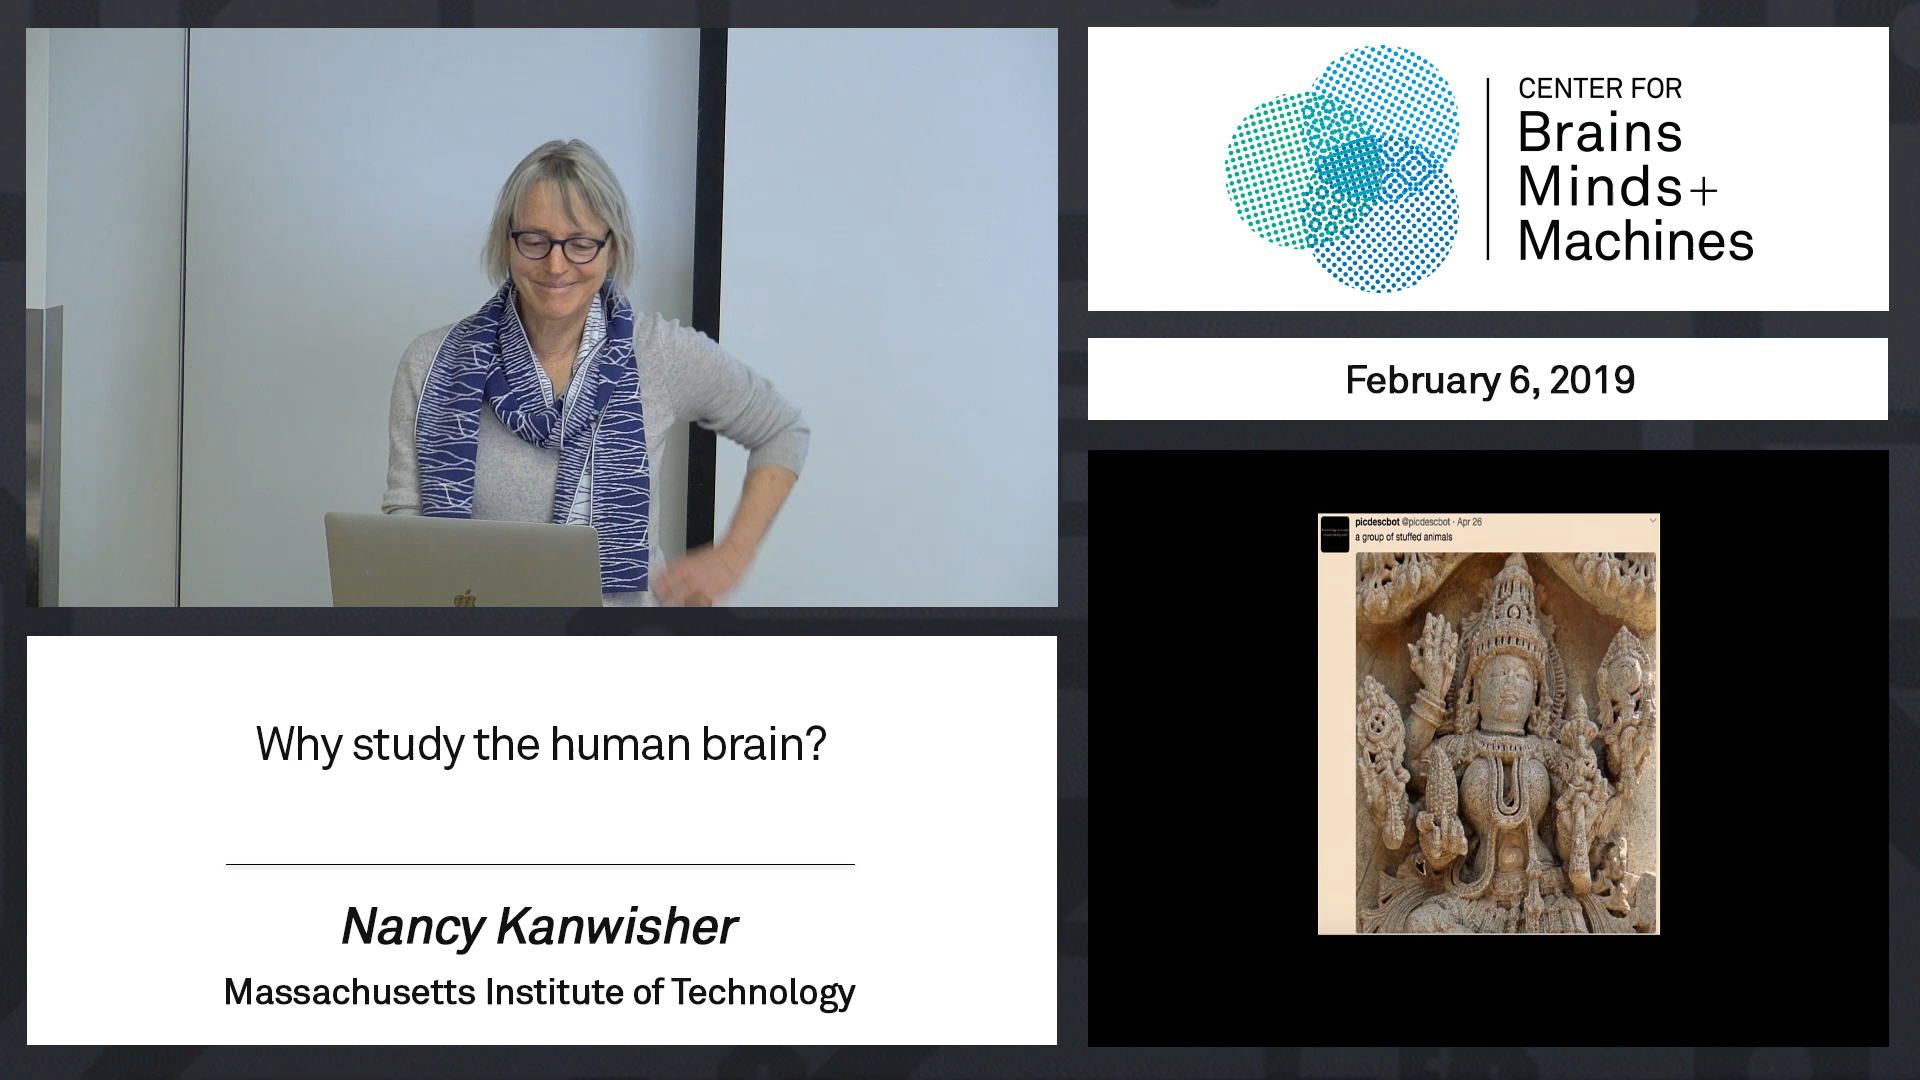 CENTER FOR
Brains
Minds+
Machines
February 6, 2019
picdescbot @picdescbot · Apr 26
a group of stuffed animals
Why study the human brain?
Nancy Kanwisher
Massachusetts Institute of Technology